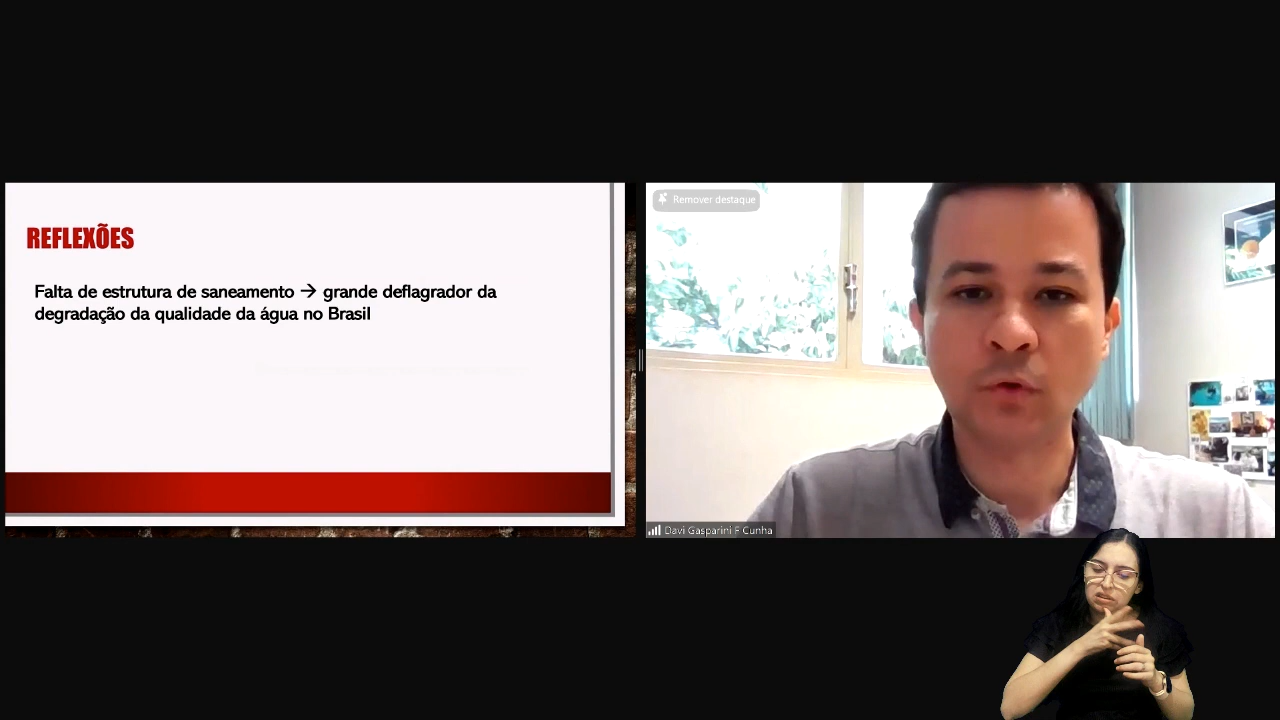 REFLEXÕES
Falta de estrutura de saneamento → grande deflagrador da
degradação da qualidade da água no Brasil
Remover destaque
Davi Gasparini F Cunha